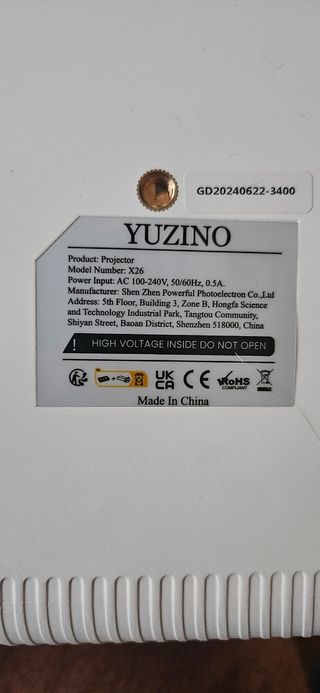 GD20240622-3400
YUZINO
Product: Projector
Model Number: X26
Power Input: AC 100-240V, 50/60Hz, 0.5A.
Manufacturer: Shen Zhen Powerful Photoelectron Co.,Ltd
Address: 5th Floor, Building 3, Zone B, Hongfa Science
and Technology Industrial Park, Tangtou Community,
Shiyan Street, Baoan District, Shenzhen 518000, China
! HIGH VOLTAGE INSIDE DO NOT OPEN
UK CA CE RoHS
COMPLIANT
Made In China